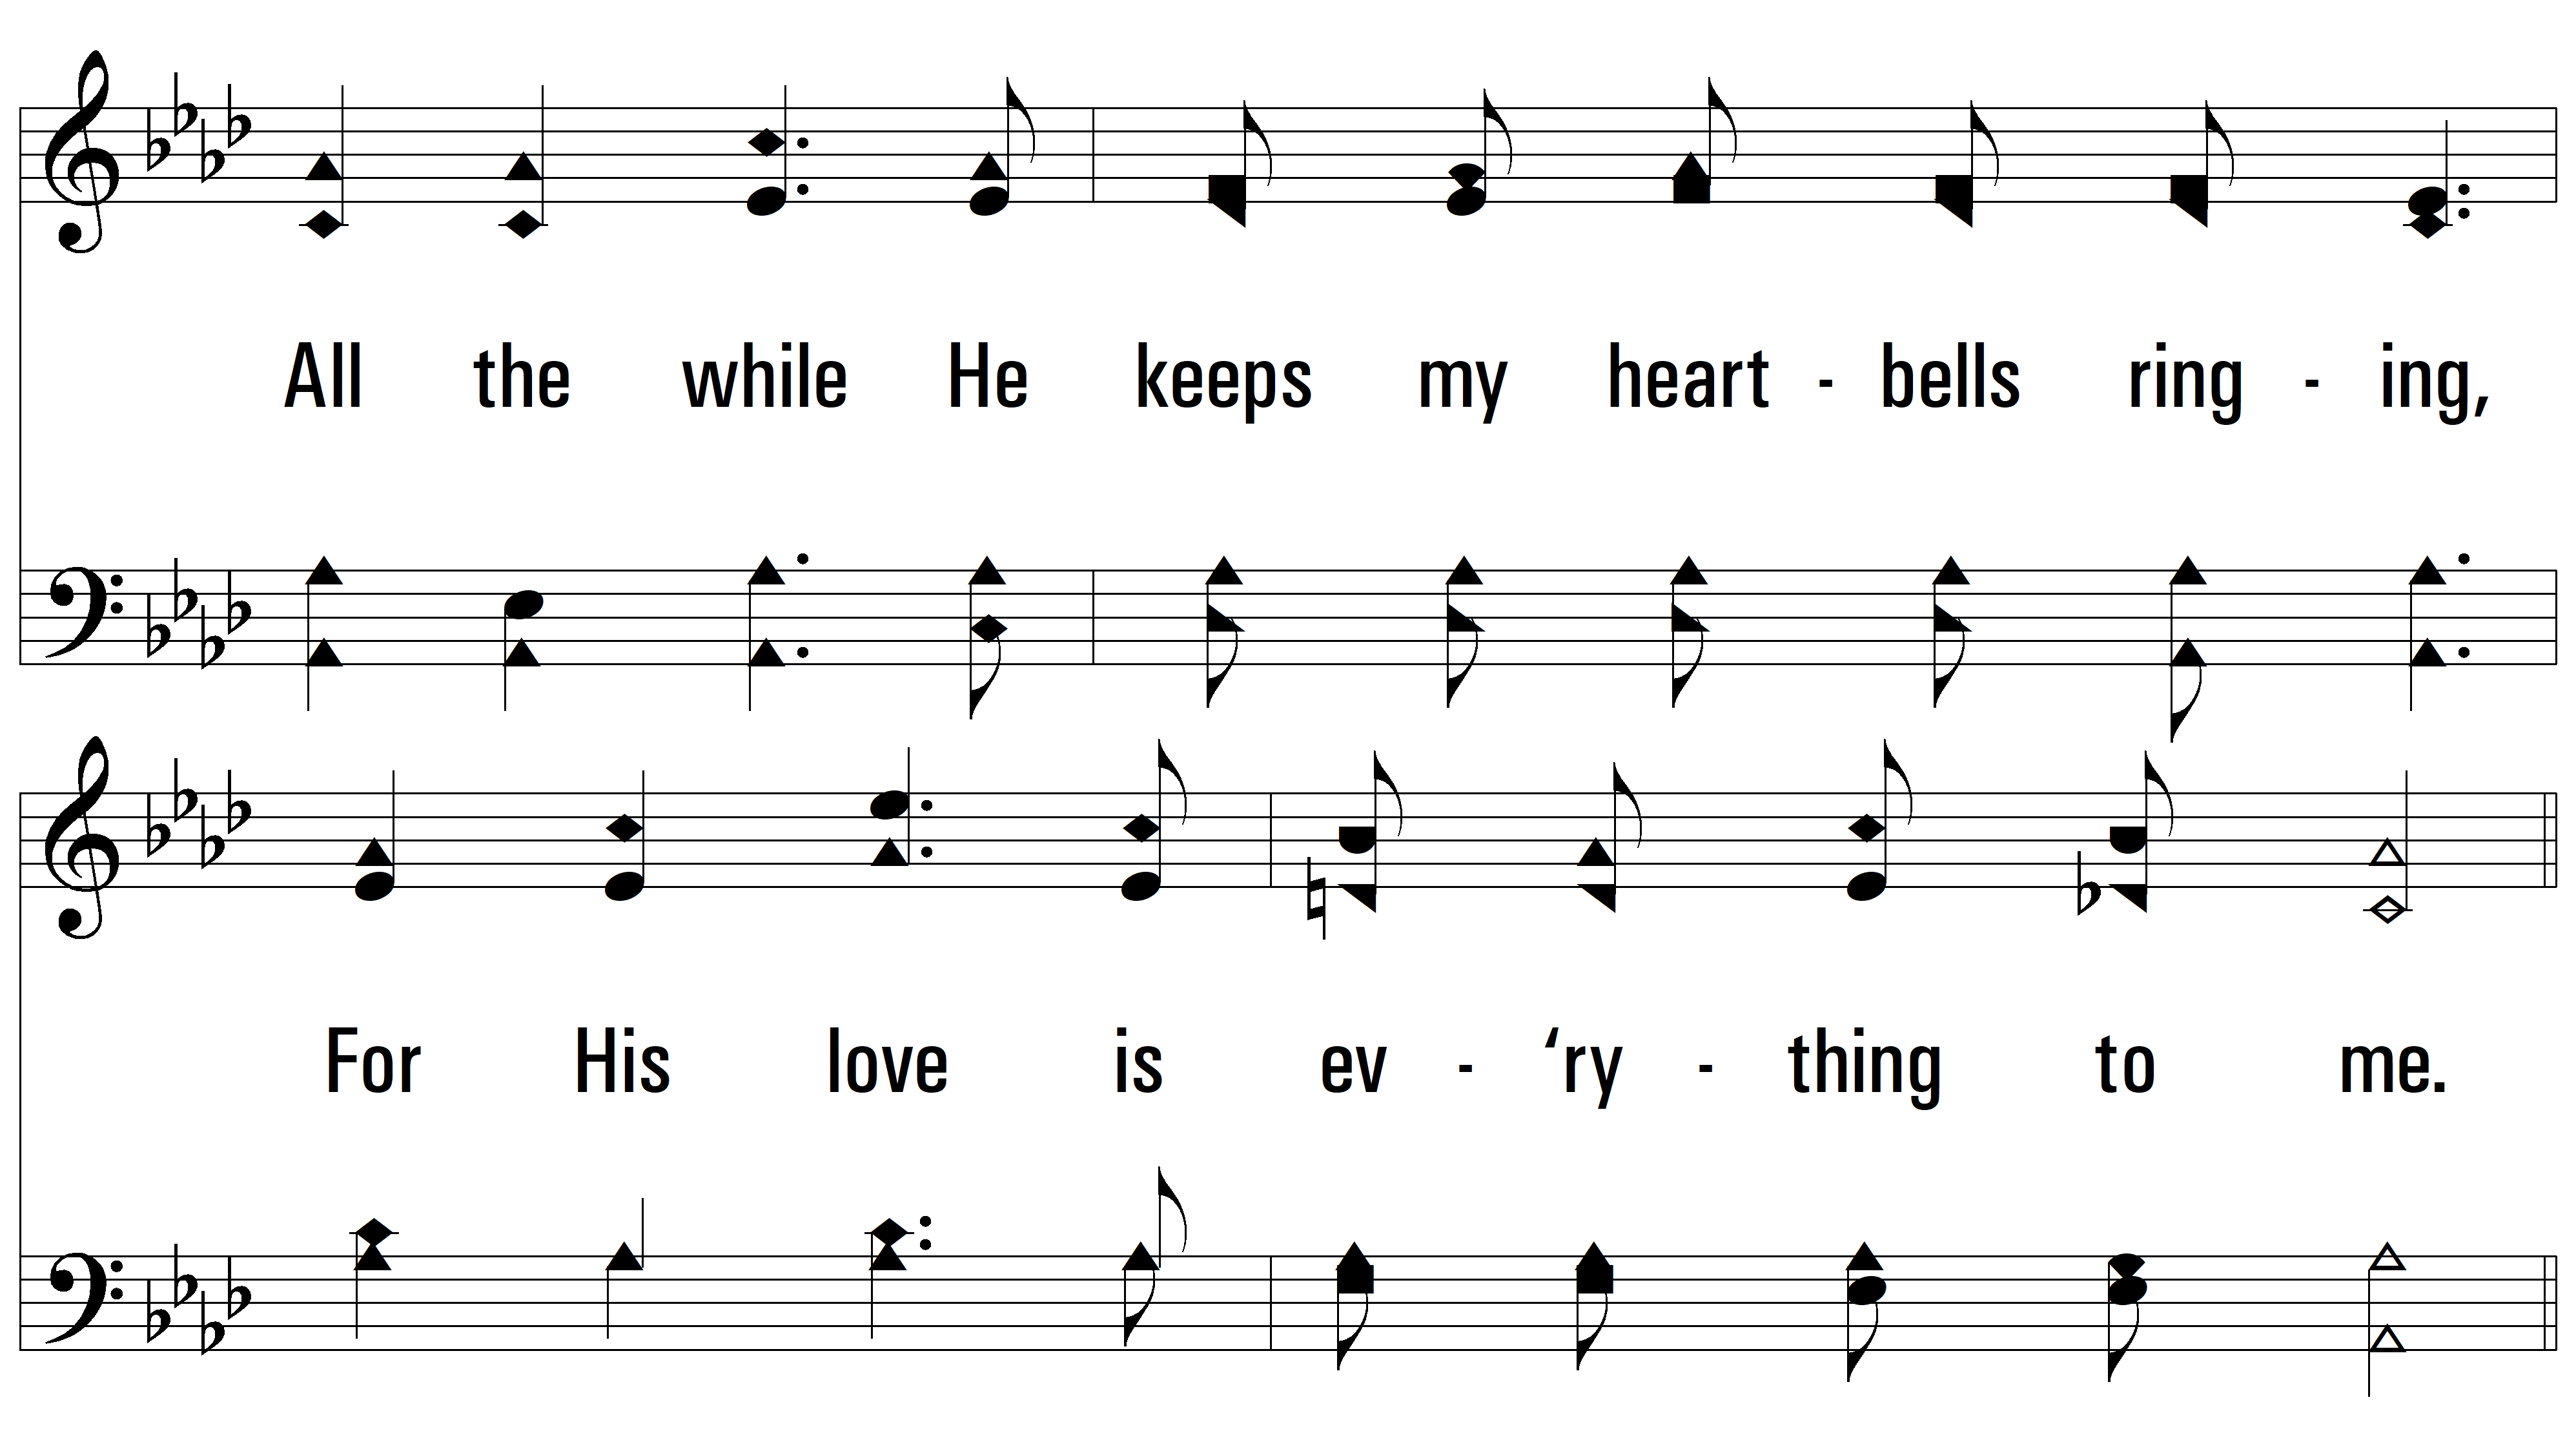 All the while He keeps my heart - bells ring - ing,
For His love is ev - ‘ry - thing to me.